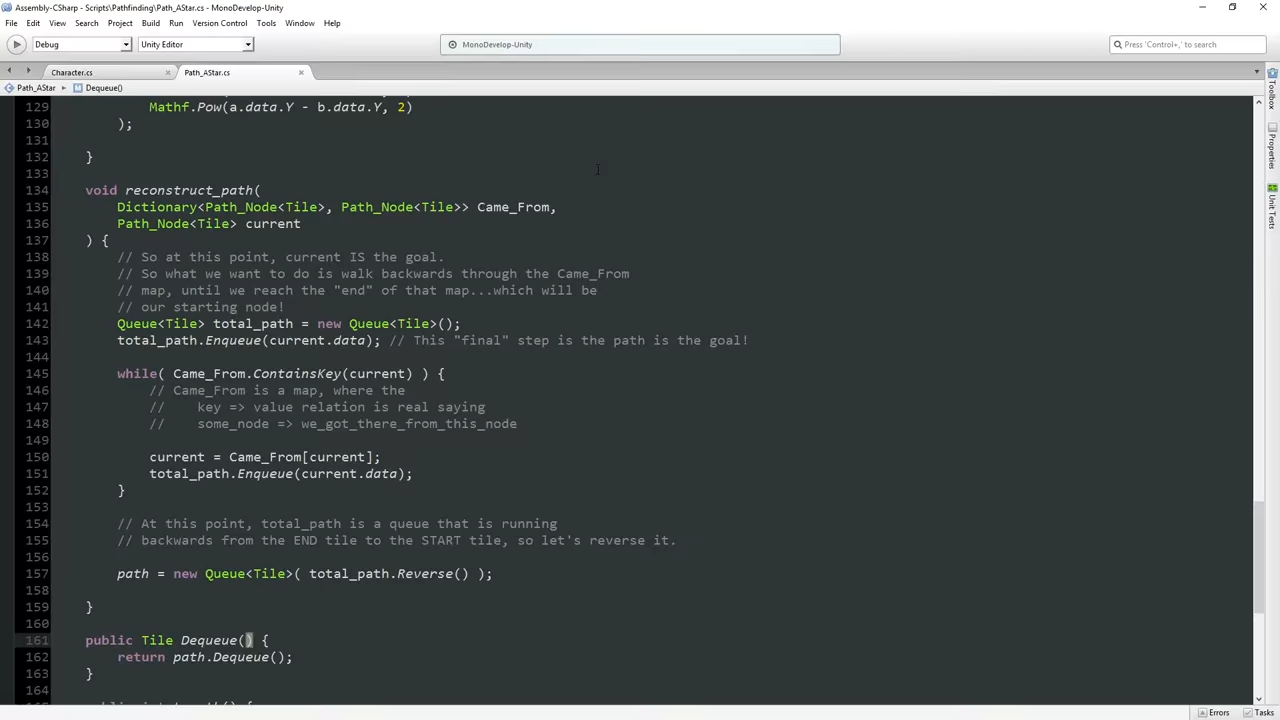 Assembly-CSharp - Scripts\Pathfinding\Path_AStar.cs - MonoDevelop-Unity
File Edit View Search Project Build Run Version Control Tools Window Help
Debug Unity Editor MonoDevelop-Unity Press 'Control+,' to search
Character.cs Path_AStar.cs
Path_AStar Dequeue()
129 Mathf.Pow(a.data.Y - b.data.Y, 2)
130 );
131
132 }
133
134 void reconstruct_path(
135 Dictionary<Path_Node<Tile>, Path_Node<Tile>> Came_From,
136 Path_Node<Tile> current
137 ) {
138 // So at this point, current IS the goal.
139 // So what we want to do is walk backwards through the Came_From
140 // map, until we reach the "end" of that map...which will be
141 // our starting node!
142 Queue<Tile> total_path = new Queue<Tile>();
143 total_path.Enqueue(current.data); // This "final" step is the path is the goal!
144
145 while( Came_From.ContainsKey(current) ) {
146 // Came_From is a map, where the
147 // key => value relation is real saying
148 // some_node => we_got_there_from_this_node
149
150 current = Came_From[current];
151 total_path.Enqueue(current.data);
152 }
153
154 // At this point, total_path is a queue that is running
155 // backwards from the END tile to the START tile, so let's reverse it.
156
157 path = new Queue<Tile>( total_path.Reverse() );
158
159 }
160
161 public Tile Dequeue() {
162 return path.Dequeue();
163 }
164
Toolbox
Properties
Unit Tests
Errors Tasks